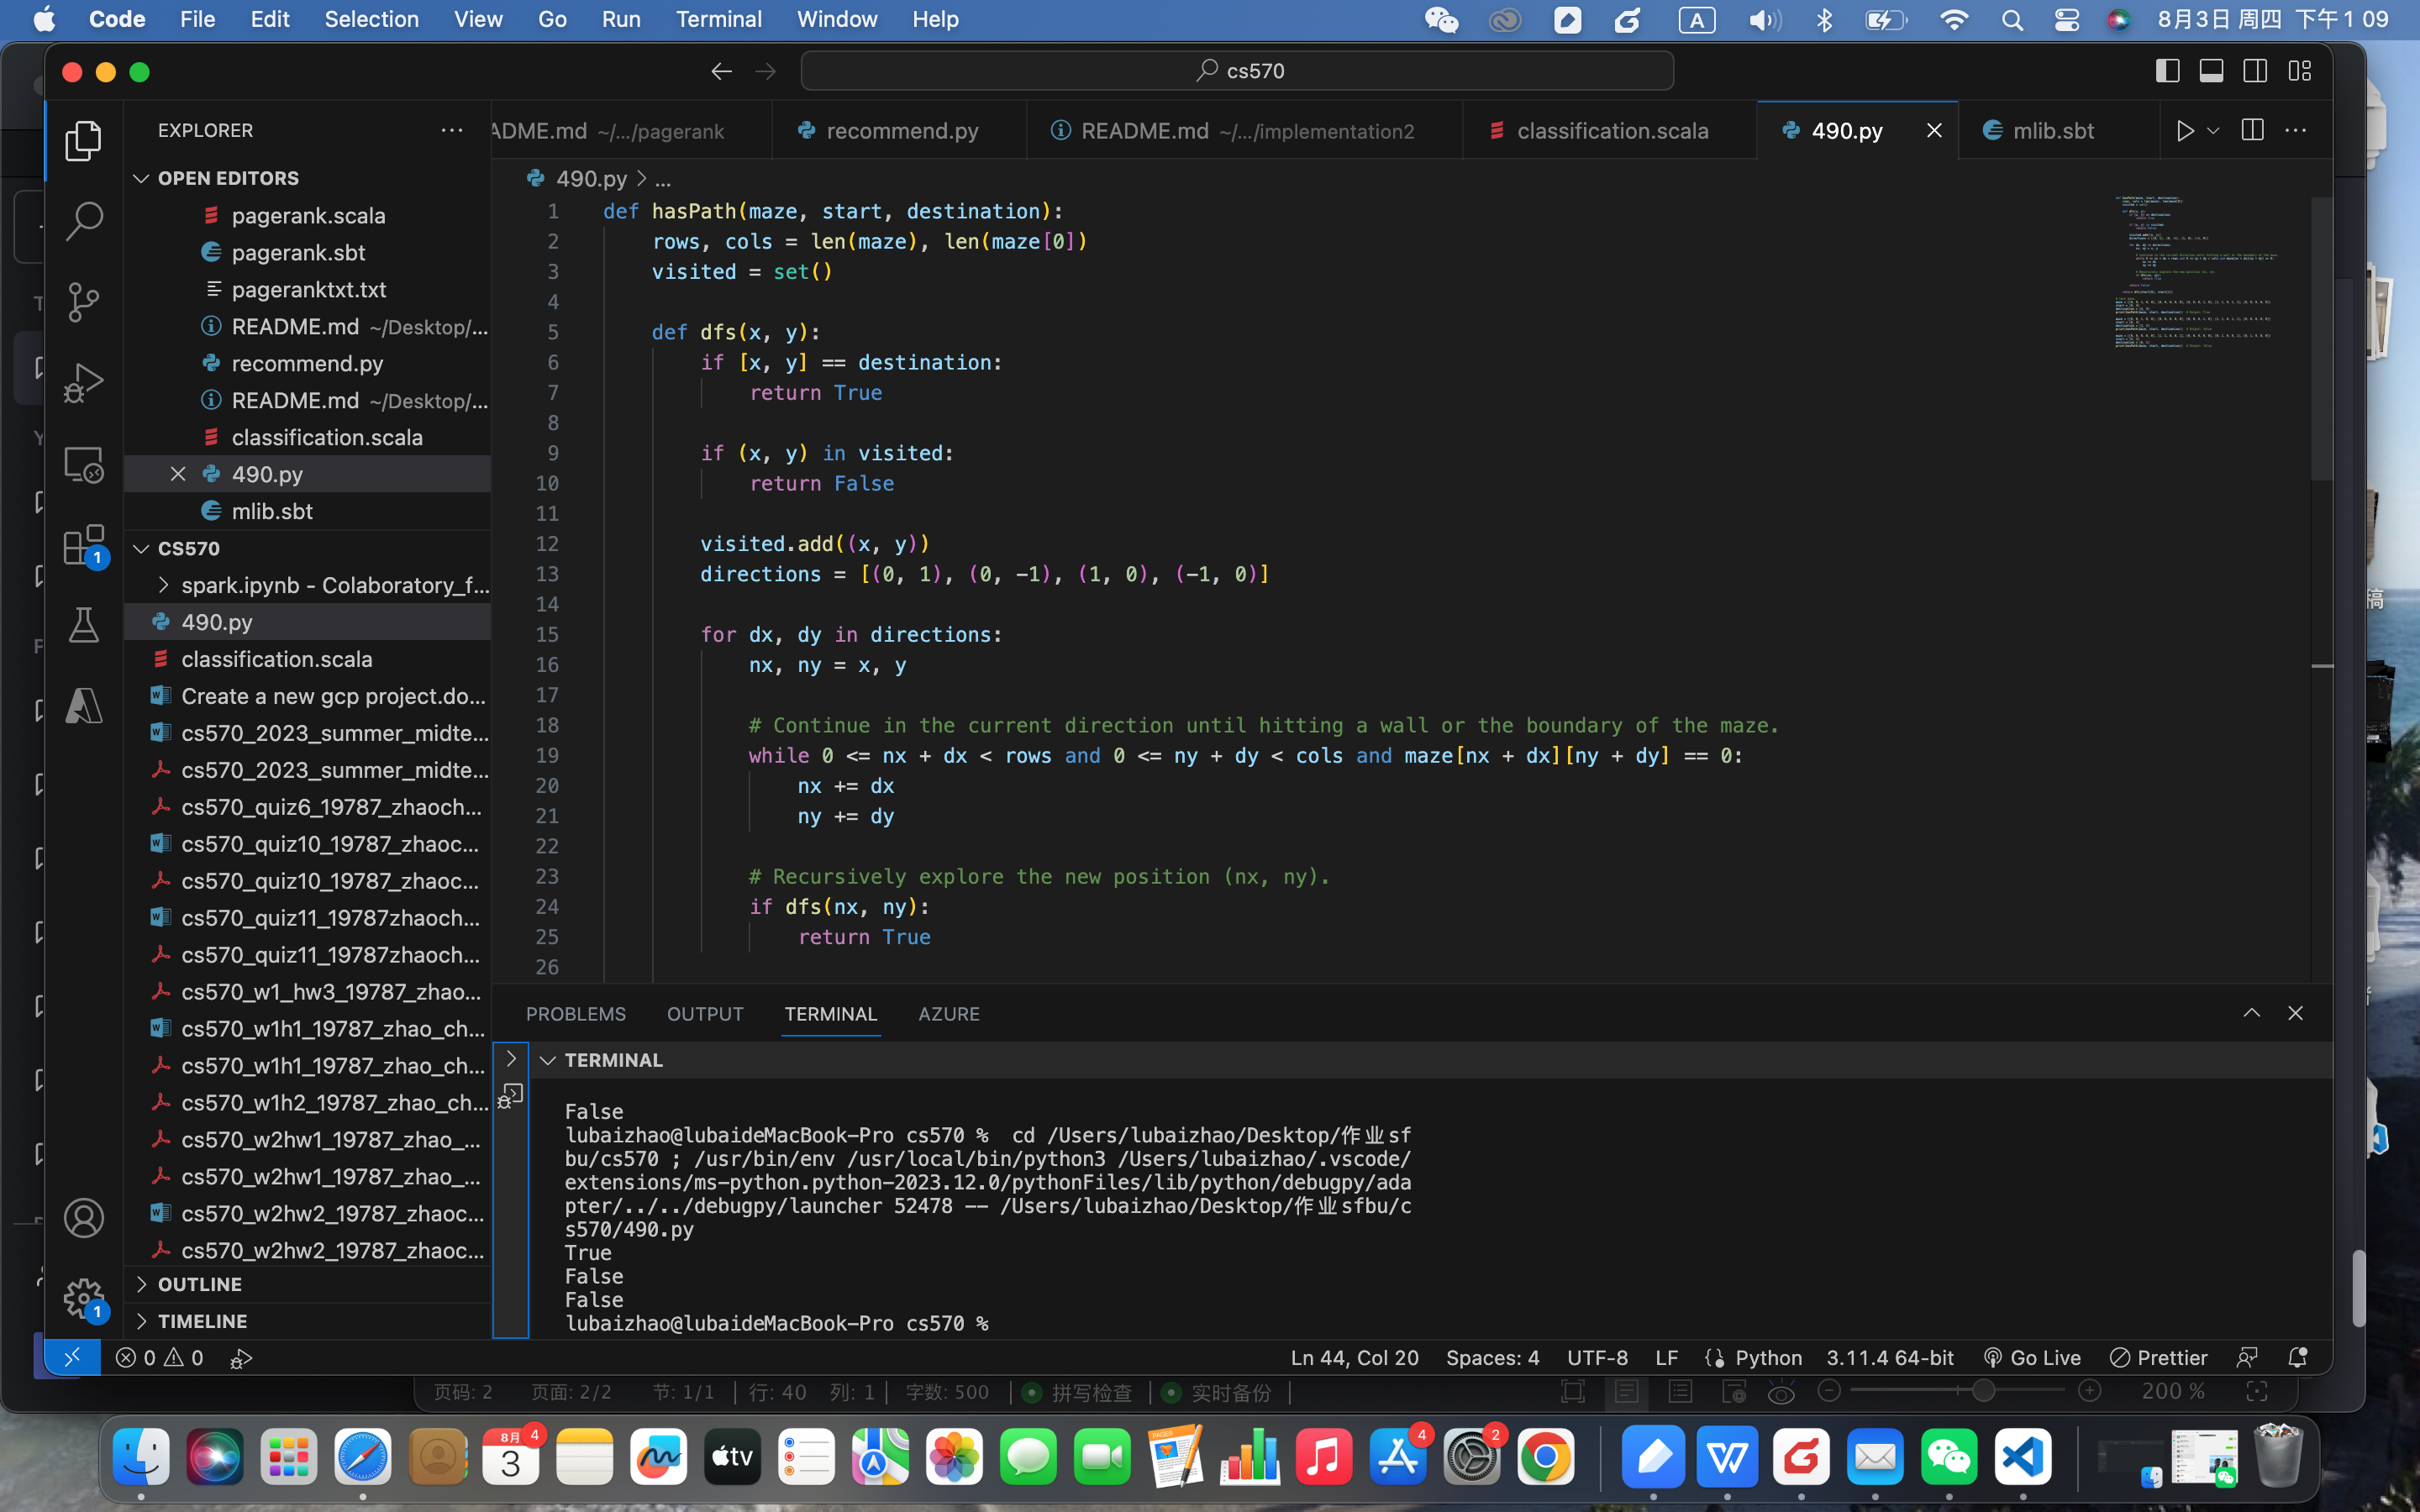 Code File Edit Selection View Go Run Terminal Window Help A 8月3日 周四 下午1 09
cs570
EXPLORER
ADME.md ~/.../pagerank recommend.py README.md ~/.../implementation2 classification.scala 490.py mlib.sbt
OPEN EDITORS
pagerank.scala
pagerank.sbt
pageranktxt.txt
README.md ~/Desktop/...
recommend.py
README.md ~/Desktop/...
classification.scala
490.py
mlib.sbt
CS570
spark.ipynb - Colaboratory_f...
490.py
classification.scala
Create a new gcp project.do...
cs570_2023_summer_midte...
cs570_2023_summer_midte...
cs570_quiz6_19787_zhaoch...
cs570_quiz10_19787_zhaoc...
cs570_quiz10_19787_zhaoc...
cs570_quiz11_19787zhaoch...
cs570_quiz11_19787zhaoch...
cs570_w1_hw3_19787_zhao...
cs570_w1h1_19787_zhao_ch...
cs570_w1h1_19787_zhao_ch...
cs570_w1h2_19787_zhao_ch...
cs570_w2hw1_19787_zhao_...
cs570_w2hw1_19787_zhao_...
cs570_w2hw2_19787_zhaoc...
cs570_w2hw2_19787_zhaoc...
OUTLINE
TIMELINE
1
1
490.py > ...
1 def hasPath(maze, start, destination):
2 rows, cols = len(maze), len(maze[0])
3 visited = set()
4
5 def dfs(x, y):
6 if [x, y] == destination:
7 return True
8
9 if (x, y) in visited:
10 return False
11
12 visited.add((x, y))
13 directions = [(0, 1), (0, -1), (1, 0), (-1, 0)]
14
15 for dx, dy in directions:
16 nx, ny = x, y
17
18 # Continue in the current direction until hitting a wall or the boundary of the maze.
19 while 0 <= nx + dx < rows and 0 <= ny + dy < cols and maze[nx + dx][ny + dy] == 0:
20 nx += dx
21 ny += dy
22
23 # Recursively explore the new position (nx, ny).
24 if dfs(nx, ny):
25 return True
26
PROBLEMS OUTPUT TERMINAL AZURE
TERMINAL
False
lubaizhao@lubaideMacBook-Pro cs570 %  cd /Users/lubaizhao/Desktop/作业sf
bu/cs570 ; /usr/bin/env /usr/local/bin/python3 /Users/lubaizhao/.vscode/
extensions/ms-python.python-2023.12.0/pythonFiles/lib/python/debugpy/ada
pter/../../debugpy/launcher 52478 -- /Users/lubaizhao/Desktop/作业sfbu/c
s570/490.py
True
False
False
lubaizhao@lubaideMacBook-Pro cs570 %
0 0 Ln 44, Col 20 Spaces: 4 UTF-8 LF Python 3.11.4 64-bit Go Live Prettier
页码: 2 页面: 2/2 节: 1/1 行: 40 列: 1 字数: 500 拼写检查 实时备份 200 %
8月 3 4 tv PAGES 4 2
稿